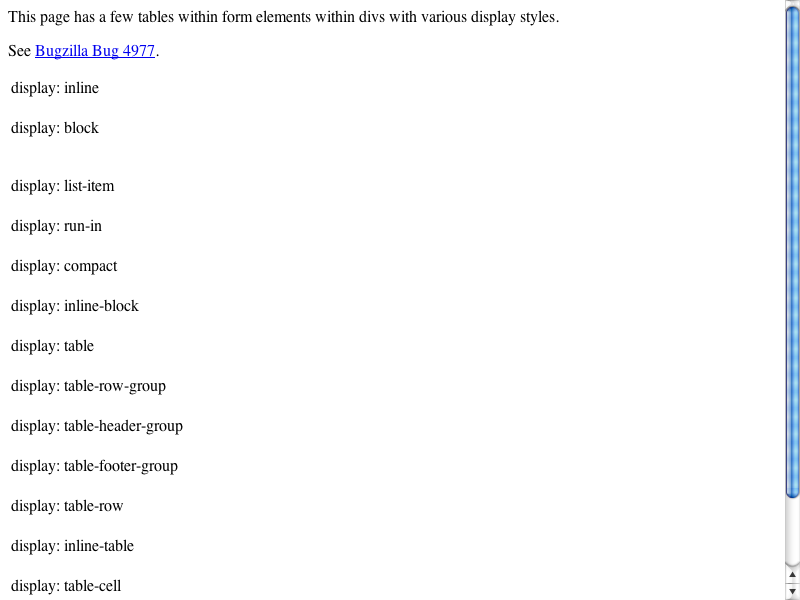 This page has a few tables within form elements within divs with various display styles.
See Bugzilla Bug 4977.
display: inline
display: block
display: list-item
display: run-in
display: compact
display: inline-block
display: table
display: table-row-group
display: table-header-group
display: table-footer-group
display: table-row
display: inline-table
display: table-cell